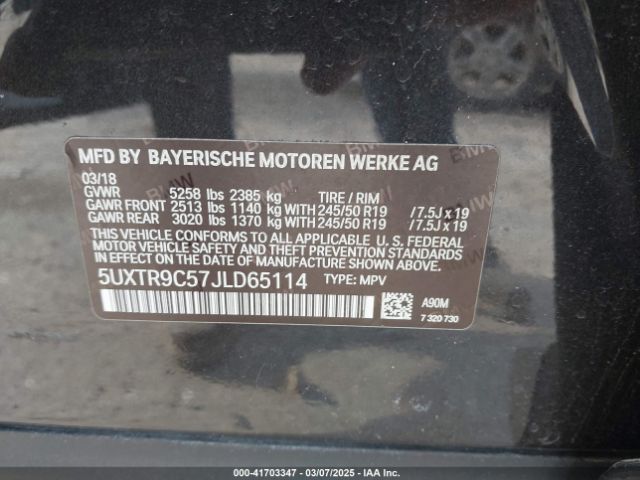 MFD BY BAYERISCHE MOTOREN WERKE AG
03/18
GVWR 5258 lbs 2385 kg TIRE / RIM
GAWR FRONT 2513 lbs 1140 kg WITH 245/50 R19 /7.5J x 19
GAWR REAR 3020 lbs 1370 kg WITH 245/50 R19 /7.5J x 19
THIS VEHICLE CONFORMS TO ALL APPLICABLE U. S. FEDERAL
MOTOR VEHICLE SAFETY, BUMPER, AND THEFT PREVENTION STANDARDS
IN EFFECT ON THE DATE OF MANUFACTURE SHOWN ABOVE.
5UXTR9C57JLD65114 TYPE: MPV
A90M
7 320 730
000-41703347 | 03/07/2025 | IAAI.COM